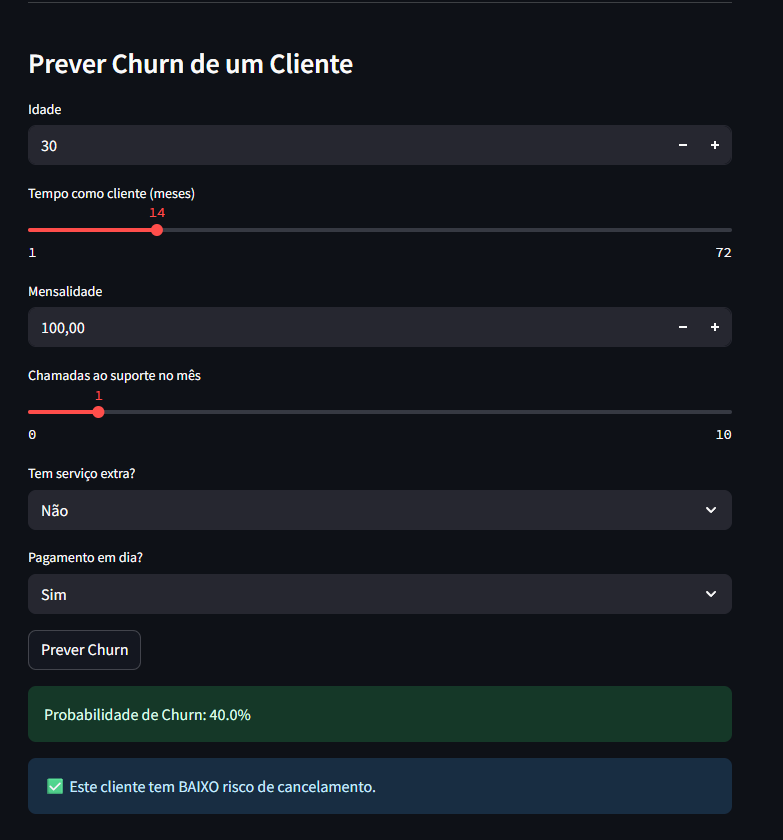 Prever Churn de um Cliente
Idade
30
Tempo como cliente (meses)
14
1 72
Mensalidade
100,00
Chamadas ao suporte no mês
1
0 10
Tem serviço extra?
Não
Pagamento em dia?
Sim
Prever Churn
Probabilidade de Churn: 40.0%
✅ Este cliente tem BAIXO risco de cancelamento.